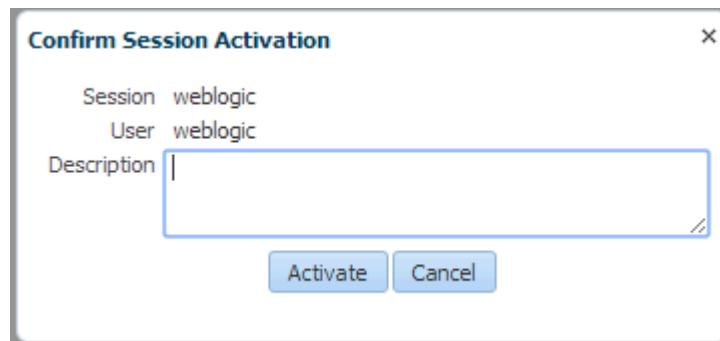 Confirm Session Activation
Session weblogic
User weblogic
Description
Activate Cancel